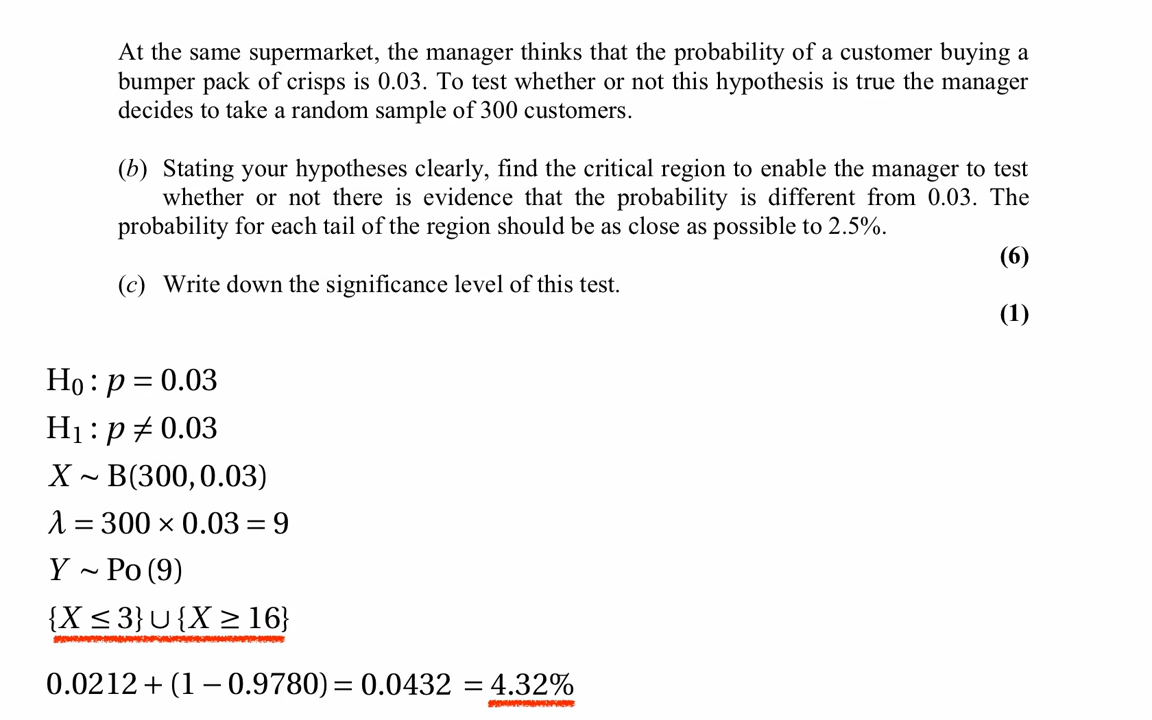 At the same supermarket, the manager thinks that the probability of a customer buying a
bumper pack of crisps is 0.03. To test whether or not this hypothesis is true the manager
decides to take a random sample of 300 customers.
(b) Stating your hypotheses clearly, find the critical region to enable the manager to test
whether or not there is evidence that the probability is different from 0.03. The
probability for each tail of the region should be as close as possible to 2.5%.
(6)
(c) Write down the significance level of this test.
(1)
H₀ : p = 0.03
H₁ : p ≠ 0.03
X ~ B(300, 0.03)
λ = 300 × 0.03 = 9
Y ~ Po (9)
{X ≤ 3} ∪ {X ≥ 16}
0.0212 + (1 − 0.9780) = 0.0432 = 4.32%